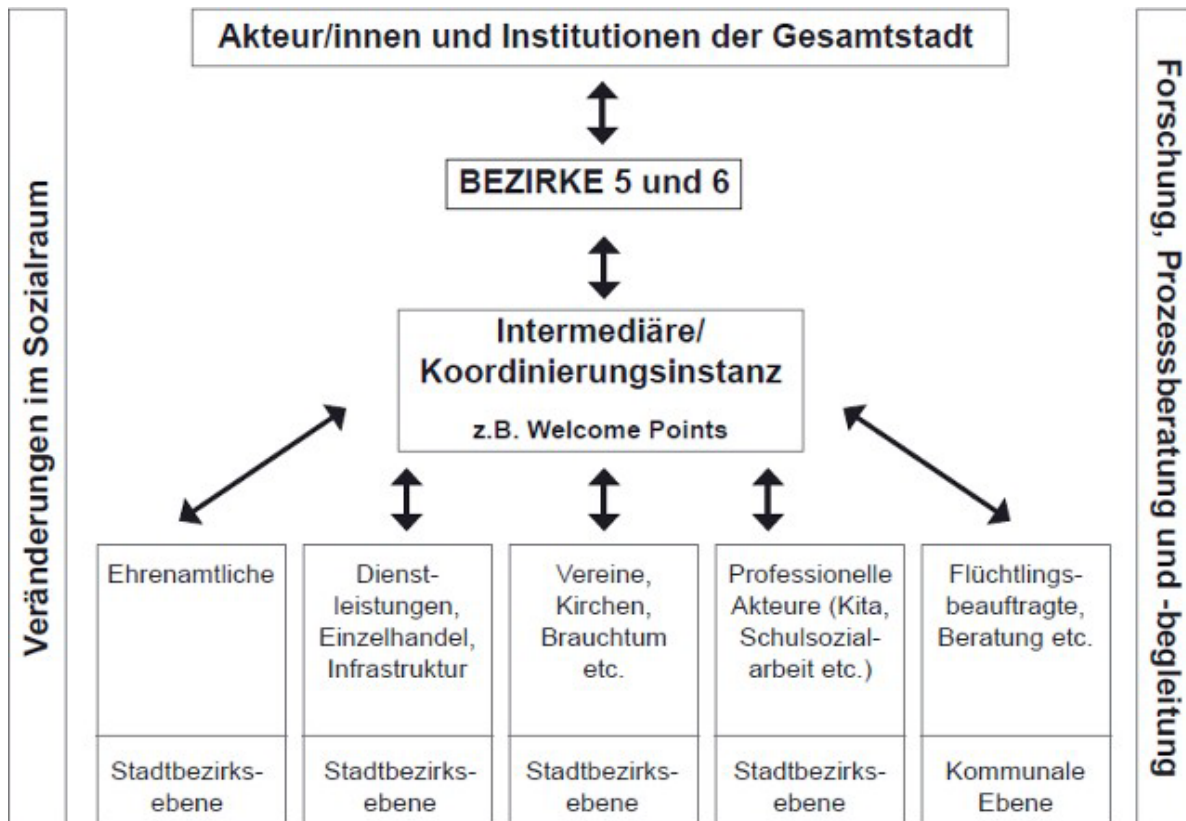 Akteur/innen und Institutionen der Gesamtstadt
BEZIRKE 5 und 6
Intermediäre/
Koordinierungsinstanz
z.B. Welcome Points
Veränderungen im Sozialraum
Ehrenamtliche
Stadtbezirks-
ebene
Dienst-
leistungen,
Einzelhandel,
Infrastruktur
Stadtbezirks-
ebene
Vereine,
Kirchen,
Brauchtum
etc.
Stadtbezirks-
ebene
Professionelle
Akteure (Kita,
Schulsozial-
arbeit etc.)
Stadtbezirks-
ebene
Flüchtlings-
beauftragte,
Beratung etc.
Kommunale
Ebene
Forschung, Prozessberatung und -begleitung